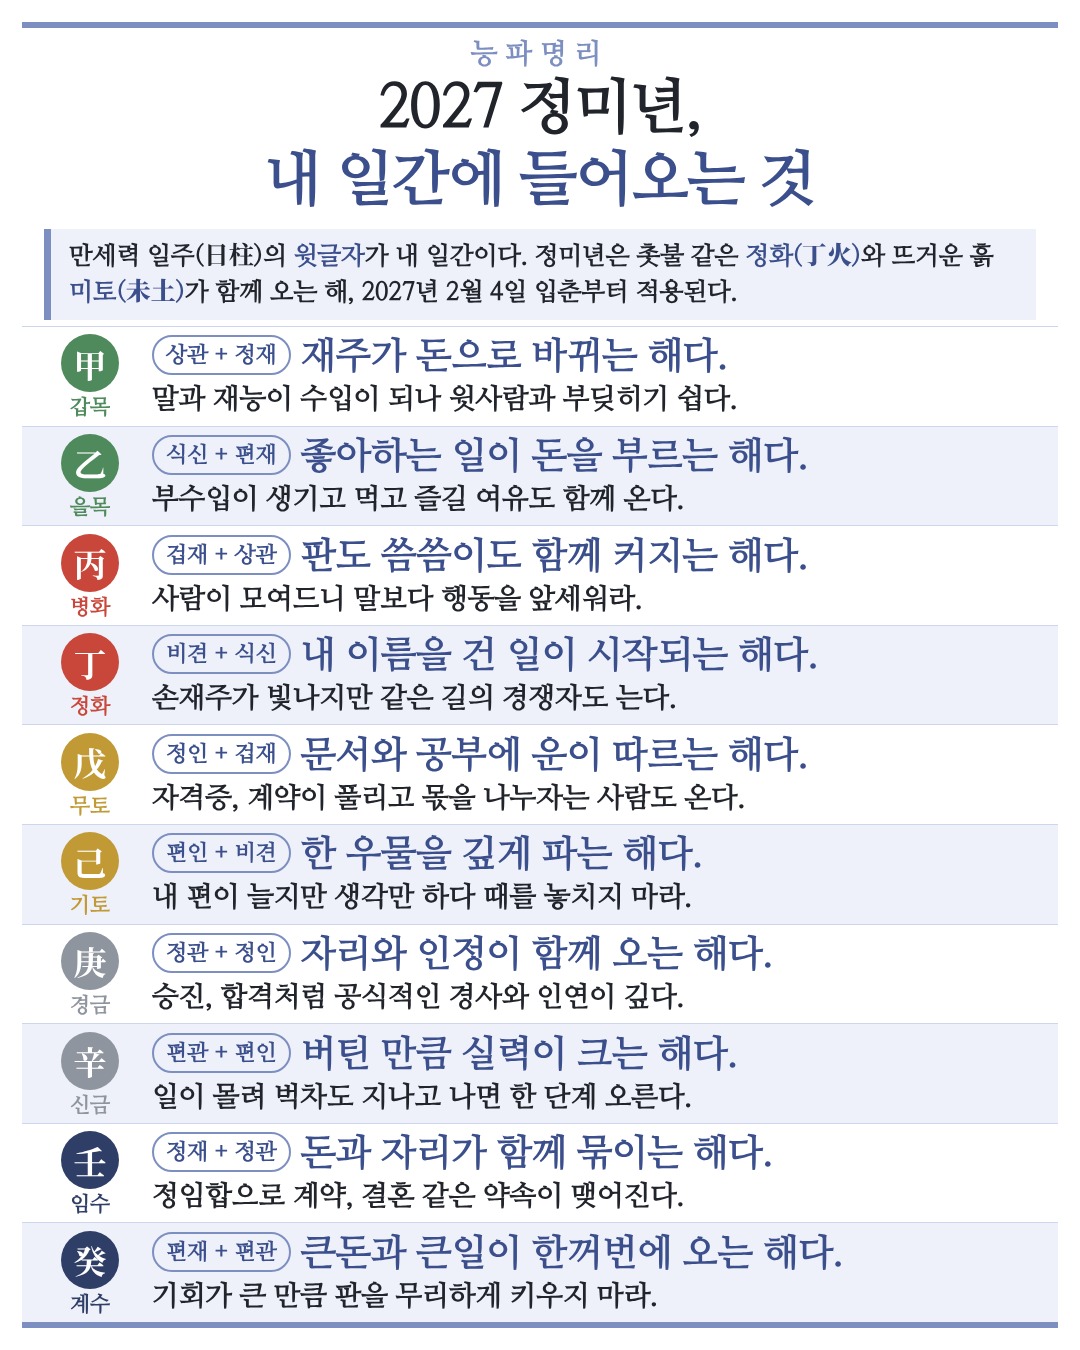 능파명리
2027 정미년,
내 일간에 들어오는 것
만세력 일주(日柱)의 윗글자가 내 일간이다. 정미년은 촛불 같은 정화(丁火)와 뜨거운 흙
미토(未土)가 함께 오는 해, 2027년 2월 4일 입춘부터 적용된다.
甲
갑목
상관 + 정재 재주가 돈으로 바뀌는 해다.
말과 재능이 수입이 되나 윗사람과 부딪히기 쉽다.
乙
을목
식신 + 편재 좋아하는 일이 돈을 부르는 해다.
부수입이 생기고 먹고 즐길 여유도 함께 온다.
丙
병화
겁재 + 상관 판도 씀씀이도 함께 커지는 해다.
사람이 모여드니 말보다 행동을 앞세워라.
丁
정화
비견 + 식신 내 이름을 건 일이 시작되는 해다.
손재주가 빛나지만 같은 길의 경쟁자도 는다.
戊
무토
정인 + 겁재 문서와 공부에 운이 따르는 해다.
자격증, 계약이 풀리고 몫을 나누자는 사람도 온다.
己
기토
편인 + 비견 한 우물을 깊게 파는 해다.
내 편이 늘지만 생각만 하다 때를 놓치지 마라.
庚
경금
정관 + 정인 자리와 인정이 함께 오는 해다.
승진, 합격처럼 공식적인 경사와 인연이 깊다.
辛
신금
편관 + 편인 버틴 만큼 실력이 크는 해다.
일이 몰려 벅차도 지나고 나면 한 단계 오른다.
壬
임수
정재 + 정관 돈과 자리가 함께 묶이는 해다.
정임합으로 계약, 결혼 같은 약속이 맺어진다.
癸
계수
편재 + 편관 큰돈과 큰일이 한꺼번에 오는 해다.
기회가 큰 만큼 판을 무리하게 키우지 마라.